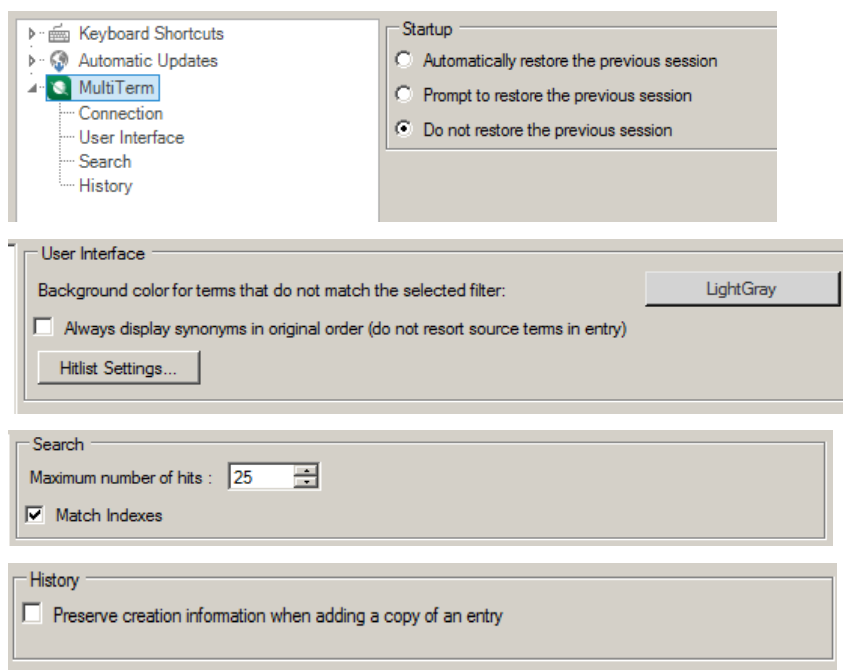 Keyboard Shortcuts
Automatic Updates
MultiTerm
Connection
User Interface
Search
History
Startup
Automatically restore the previous session
Prompt to restore the previous session
Do not restore the previous session
User Interface
Background color for terms that do not match the selected filter: LightGray
Always display synonyms in original order (do not resort source terms in entry)
Hitlist Settings...
Search
Maximum number of hits : 25
Match Indexes
History
Preserve creation information when adding a copy of an entry